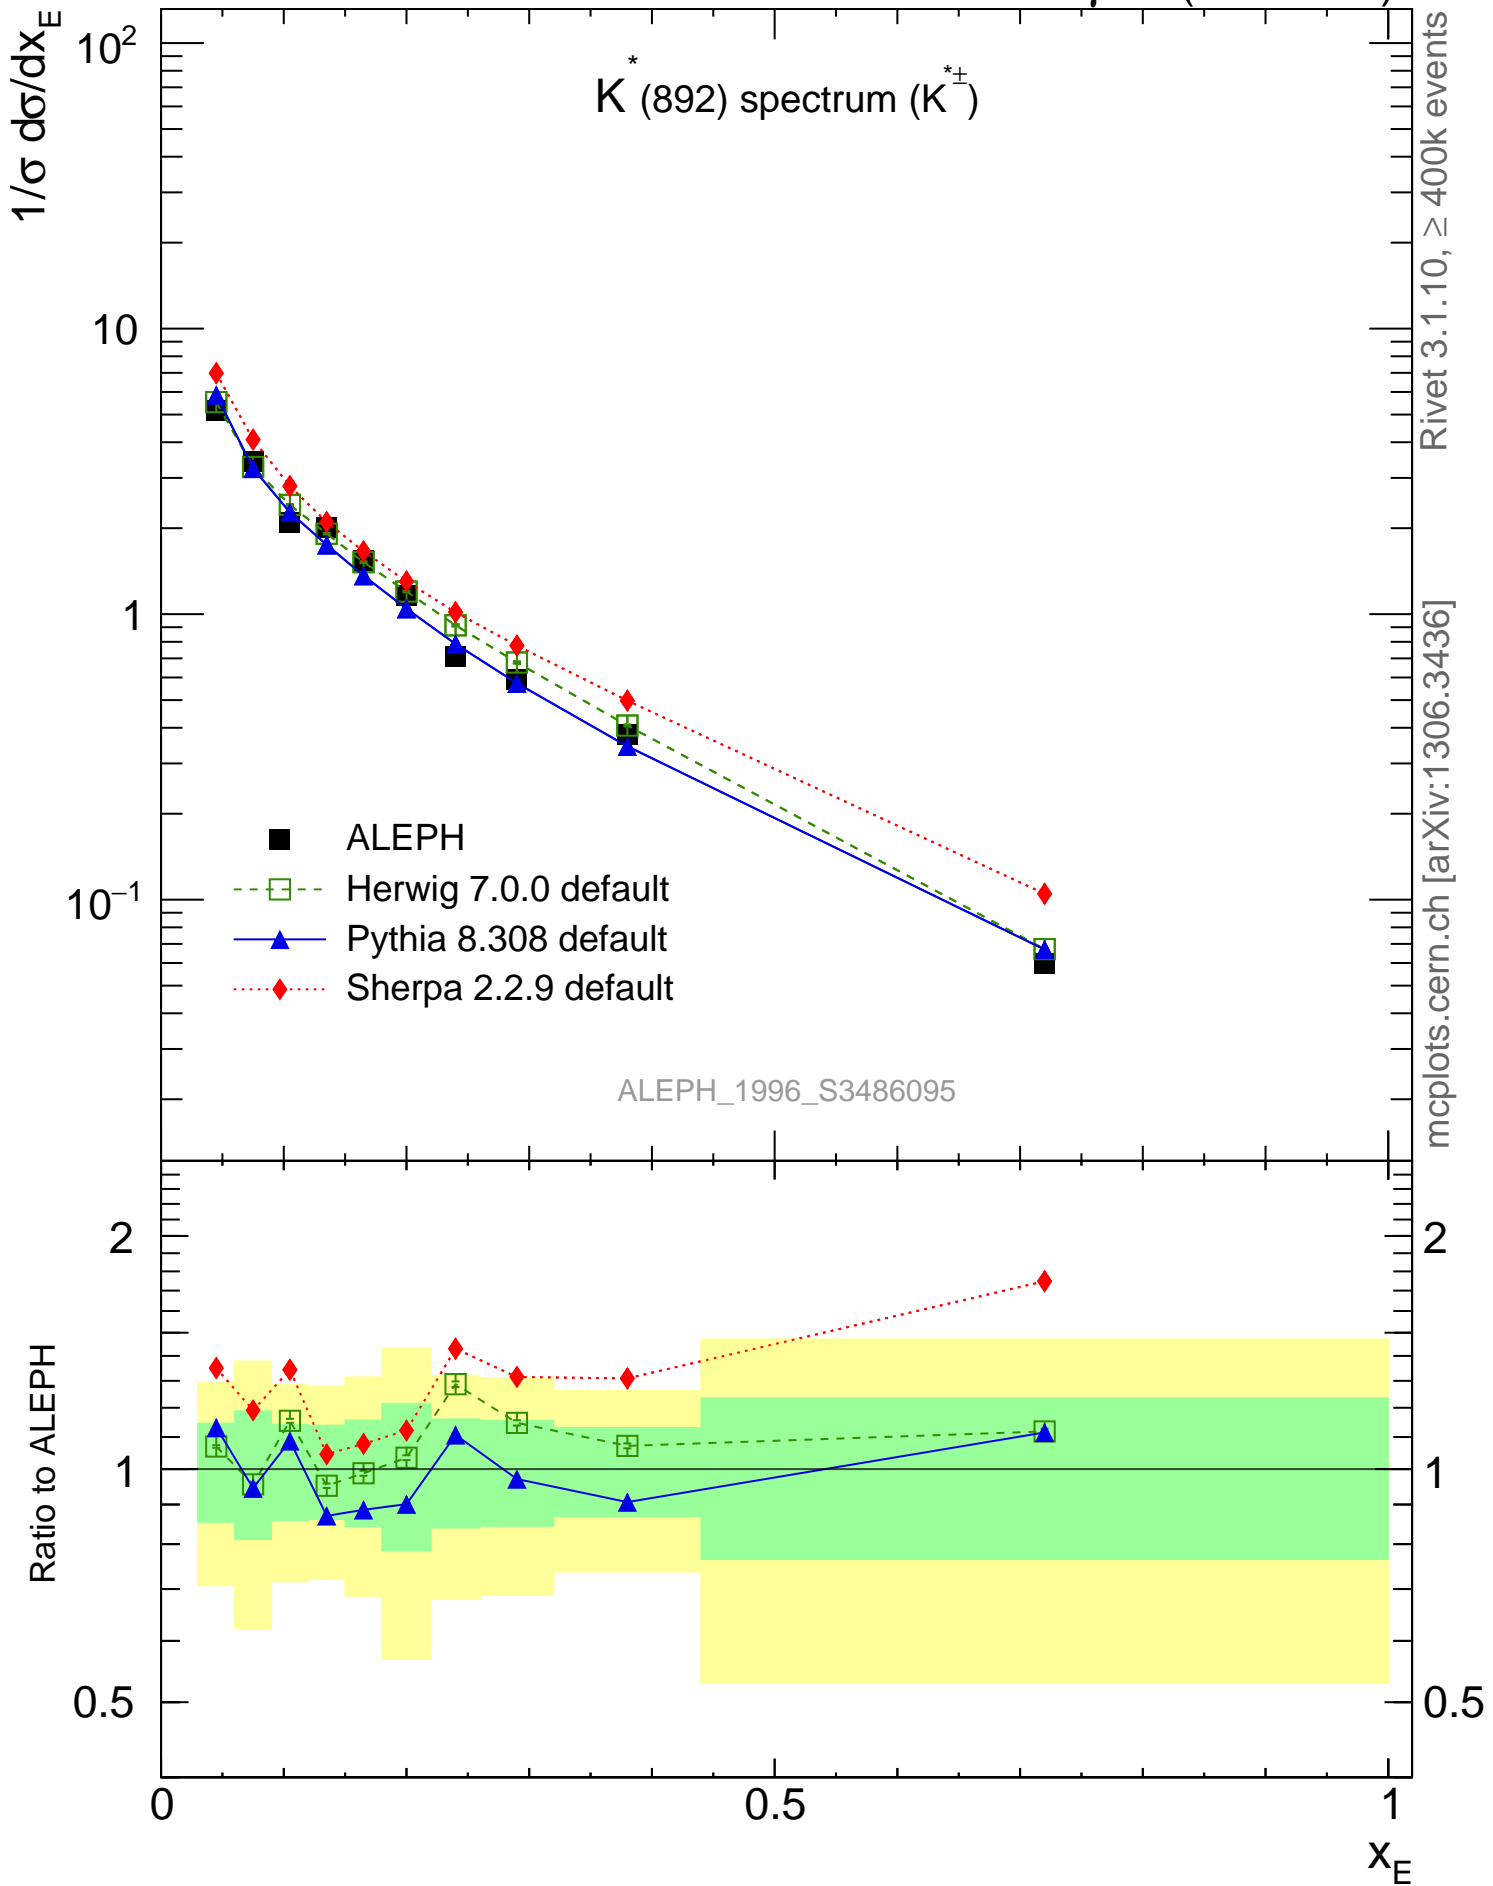 1/σ dσ/dx_E
K*(892) spectrum (K*±)
10²
10
1
10⁻¹
ALEPH
Herwig 7.0.0 default
Pythia 8.308 default
Sherpa 2.2.9 default
ALEPH_1996_S3486095
Rivet 3.1.10, ≥ 400k events
mcplots.cern.ch [arXiv:1306.3436]
Ratio to ALEPH
2
1
0.5
2
1
0.5
0
0.5
1
x_E